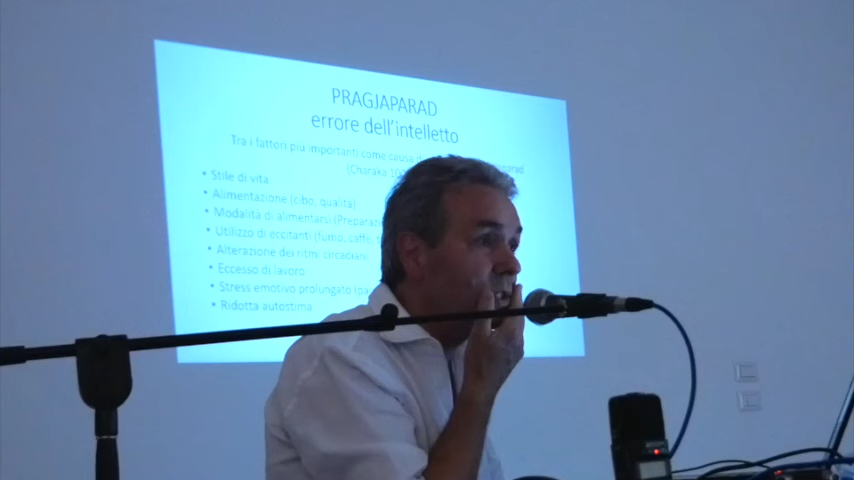 PRAGJAPARAD
errore dell'intelletto
Tra i fattori più importanti come causa
(Charaka
• Stile di vita
• Alimentazione (cibo, qualità)
• Modalità di alimentarsi
• Utilizzo di eccitanti (fumo, caffè,
• Alterazione dei ritmi circadiani
• Eccesso di lavoro
• Stress emotivo prolungato
• Ridotta autostima